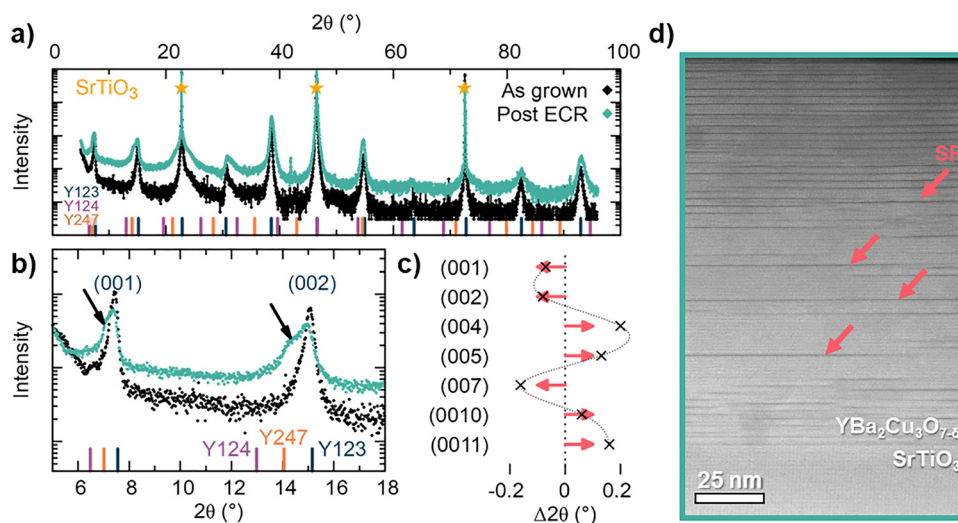 a)
2θ (°)
0 20 40 60 80 100
SrTiO3
As grown
Post ECR
Intensity
Y123
Y124
Y247
b)
(001)
(002)
Intensity
Y247
Y124
Y123
6 8 10 12 14 16 18
2θ (°)
c)
(001)
(002)
(004)
(005)
(007)
(0010)
(0011)
-0.2 0 0.2
Δ2θ (°)
d)
YBa2Cu3O7-δ
SrTiO3
25 nm